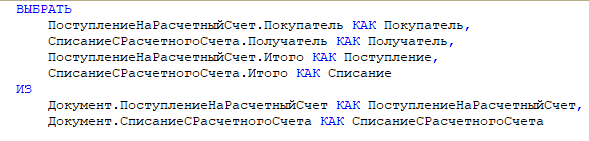 ВЫБРАТЬ
ПоступлениеНаРасчетныйСчет.Покупатель КАК Покупатель,
СписаниеСРасчетногоСчета.Получатель КАК Получатель,
ПоступлениеНаРасчетныйСчет.Итого КАК Поступление,
СписаниеСРасчетногоСчета.Итого КАК Списание
ИЗ
Документ.ПоступлениеНаРасчетныйСчет КАК ПоступлениеНаРасчетныйСчет,
Документ.СписаниеСРасчетногоСчета КАК СписаниеСРасчетногоСчета